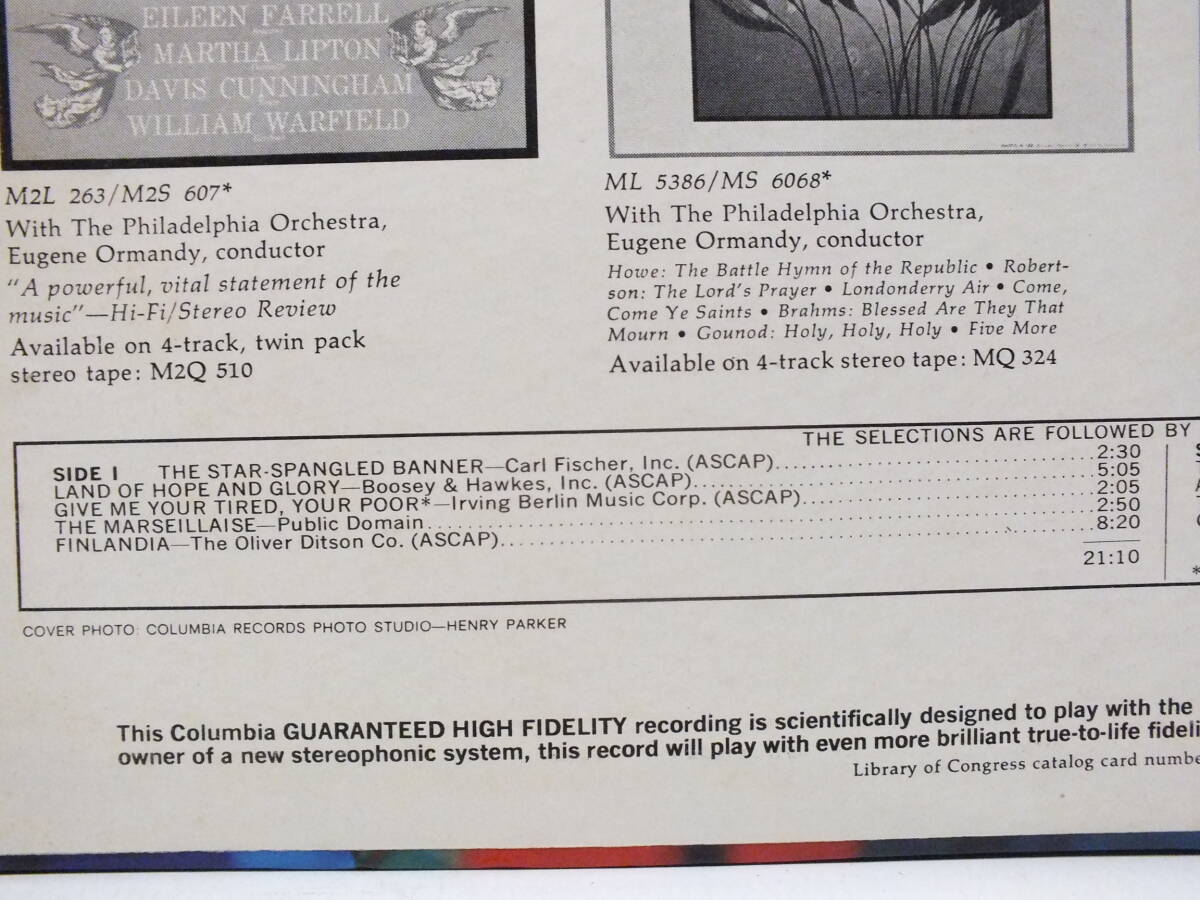 EILEEN FARRELL
MARTHA LIPTON
DAVIS CUNNINGHAM
WILLIAM WARFIELD
M2L 263/M2S 607*
With The Philadelphia Orchestra,
Eugene Ormandy, conductor
"A powerful, vital statement of the
music"—Hi-Fi/Stereo Review
Available on 4-track, twin pack
stereo tape: M2Q 510
ML 5386/MS 6068*
With The Philadelphia Orchestra,
Eugene Ormandy, conductor
Howe: The Battle Hymn of the Republic • Robert-
son: The Lord's Prayer • Londonderry Air • Come,
Come Ye Saints • Brahms: Blessed Are They That
Mourn • Gounod: Holy, Holy, Holy • Five More
Available on 4-track stereo tape: MQ 324
THE SELECTIONS ARE FOLLOWED BY
SIDE I THE STAR-SPANGLED BANNER—Carl Fischer, Inc. (ASCAP) 2:30
LAND OF HOPE AND GLORY—Boosey & Hawkes, Inc. (ASCAP) 5:05
GIVE ME YOUR TIRED, YOUR POOR*—Irving Berlin Music Corp. (ASCAP) 2:05
THE MARSEILLAISE—Public Domain 2:50
FINLANDIA—The Oliver Ditson Co. (ASCAP) 8:20
21:10
*
COVER PHOTO: COLUMBIA RECORDS PHOTO STUDIO—HENRY PARKER
This Columbia GUARANTEED HIGH FIDELITY recording is scientifically designed to play with the
owner of a new stereophonic system, this record will play with even more brilliant true-to-life fideli
Library of Congress catalog card numbe